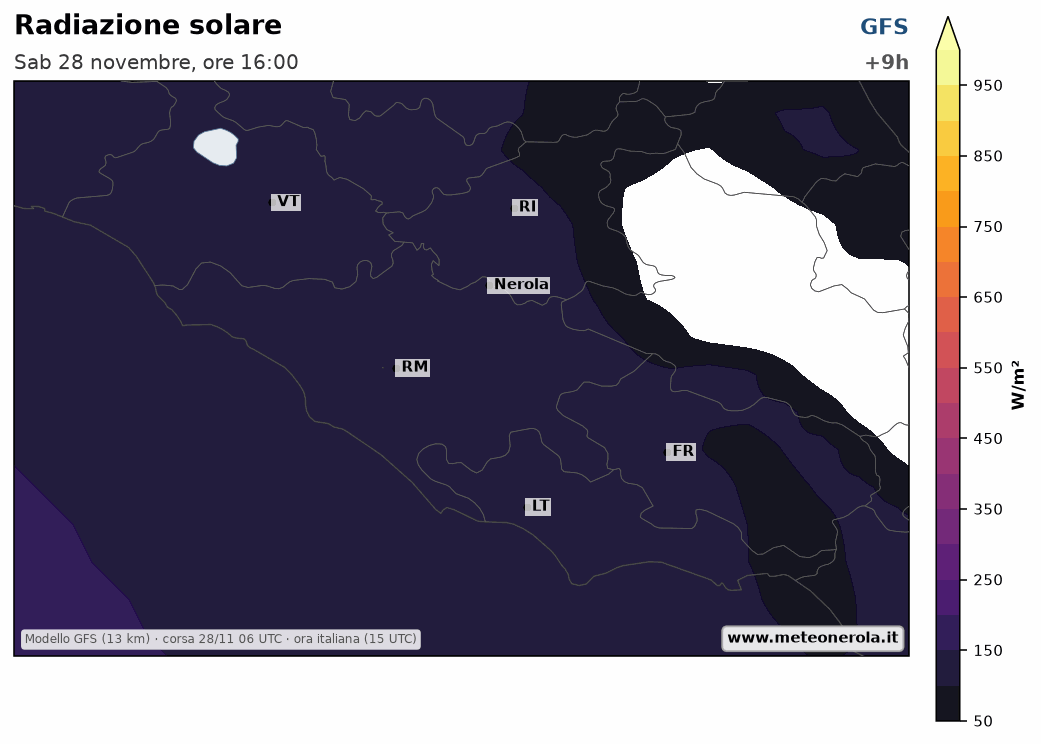 Radiazione solare
GFS
Sab 28 novembre, ore 16:00
+9h
VT
RI
Nerola
RM
FR
LT
950
850
750
650
550
450
350
250
150
50
W/m²
Modello GFS (13 km) · corsa 28/11 06 UTC · ora italiana (15 UTC)
www.meteonerola.it